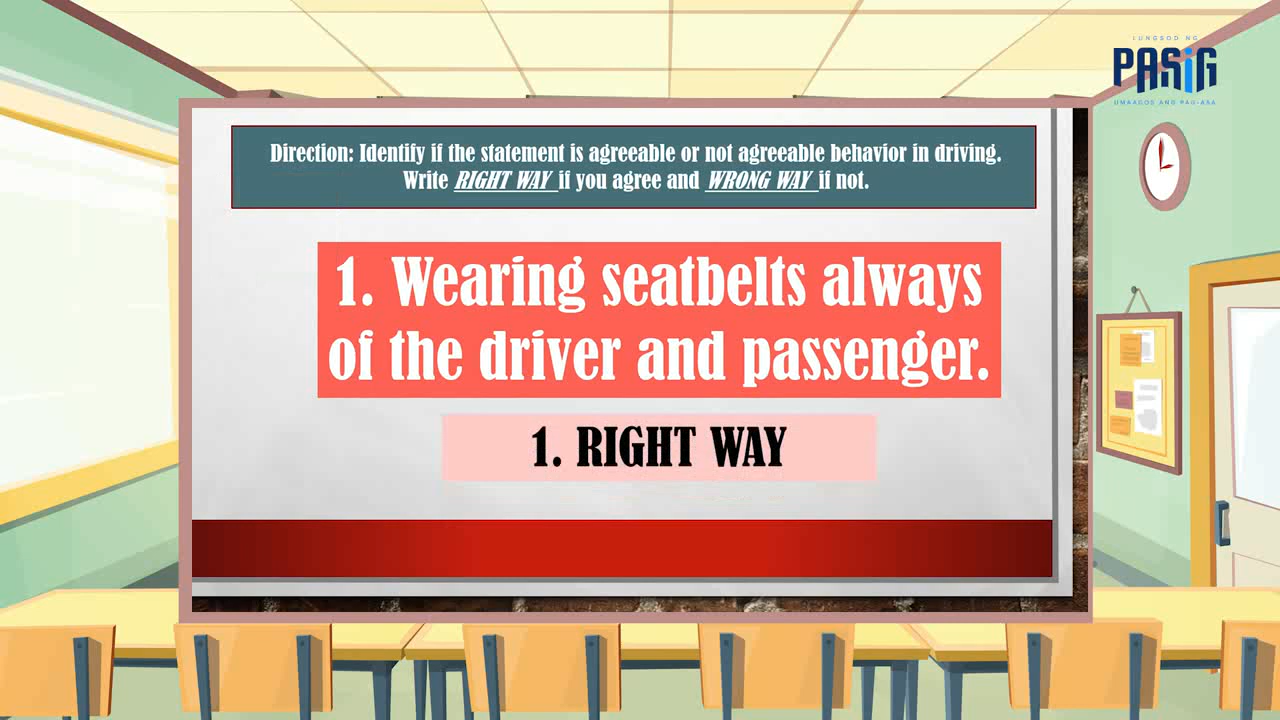 LUNGSOD NG
PASIG
UMAAGOS ANG PAG-ASA
Direction: Identify if the statement is agreeable or not agreeable behavior in driving.
Write RIGHT WAY if you agree and WRONG WAY if not.
1. Wearing seatbelts always
of the driver and passenger.
1. RIGHT WAY